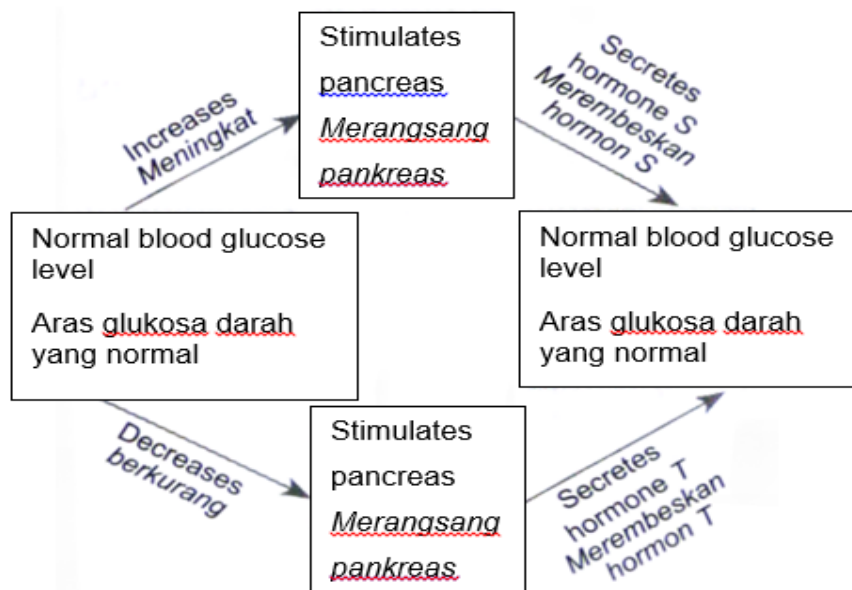 Stimulates
pancreas
Merangsang
pankreas
Increases
Meningkat
Secretes
hormone S
Merembeskan
hormon S
Normal blood glucose
level
Aras glukosa darah
yang normal
Normal blood glucose
level
Aras glukosa darah
yang normal
Decreases
berkurang
Stimulates
pancreas
Merangsang
pankreas
Secretes
hormone T
Merembeskan
hormon T